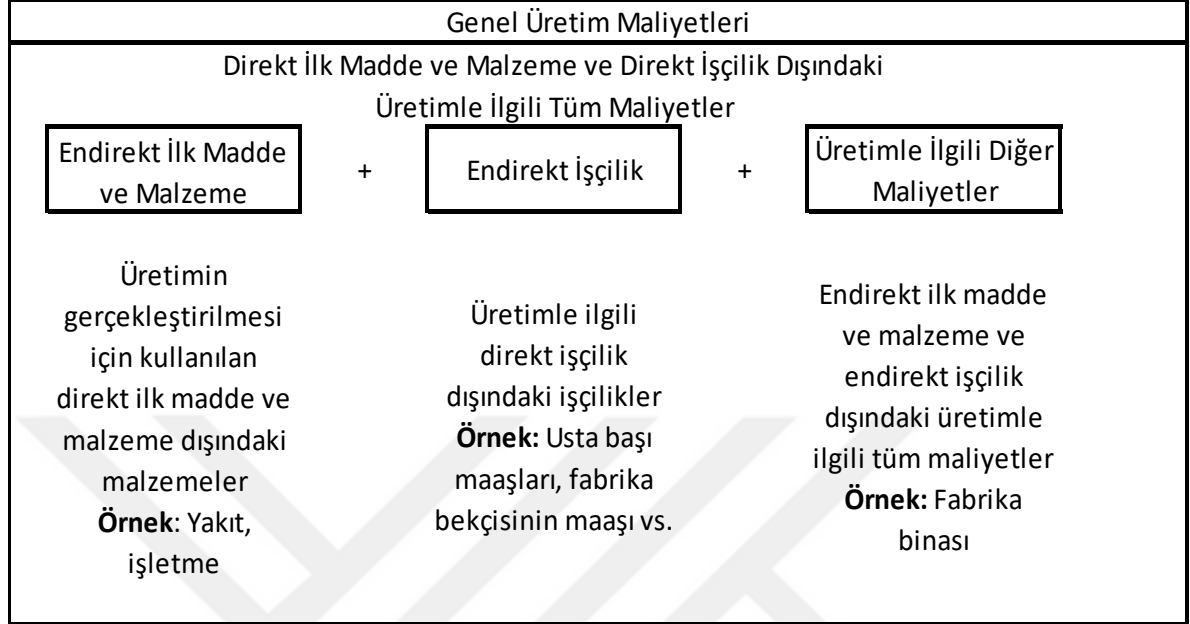 Genel Üretim Maliyetleri
Direkt İlk Madde ve Malzeme ve Direkt İşçilik Dışındaki
Üretimle İlgili Tüm Maliyetler
Endirekt İlk Madde
ve Malzeme
+
Endirekt İşçilik
+
Üretimle İlgili Diğer
Maliyetler
Üretimin
gerçekleştirilmesi
için kullanılan
direkt ilk madde ve
malzeme dışındaki
malzemeler
Örnek: Yakıt,
işletme
Üretimle ilgili
direkt işçilik
dışındaki işçilikler
Örnek: Usta başı
maaşları, fabrika
bekçisinin maaşı vs.
Endirekt ilk madde
ve malzeme ve
endirekt işçilik
dışındaki üretimle
ilgili tüm maliyetler
Örnek: Fabrika
binası